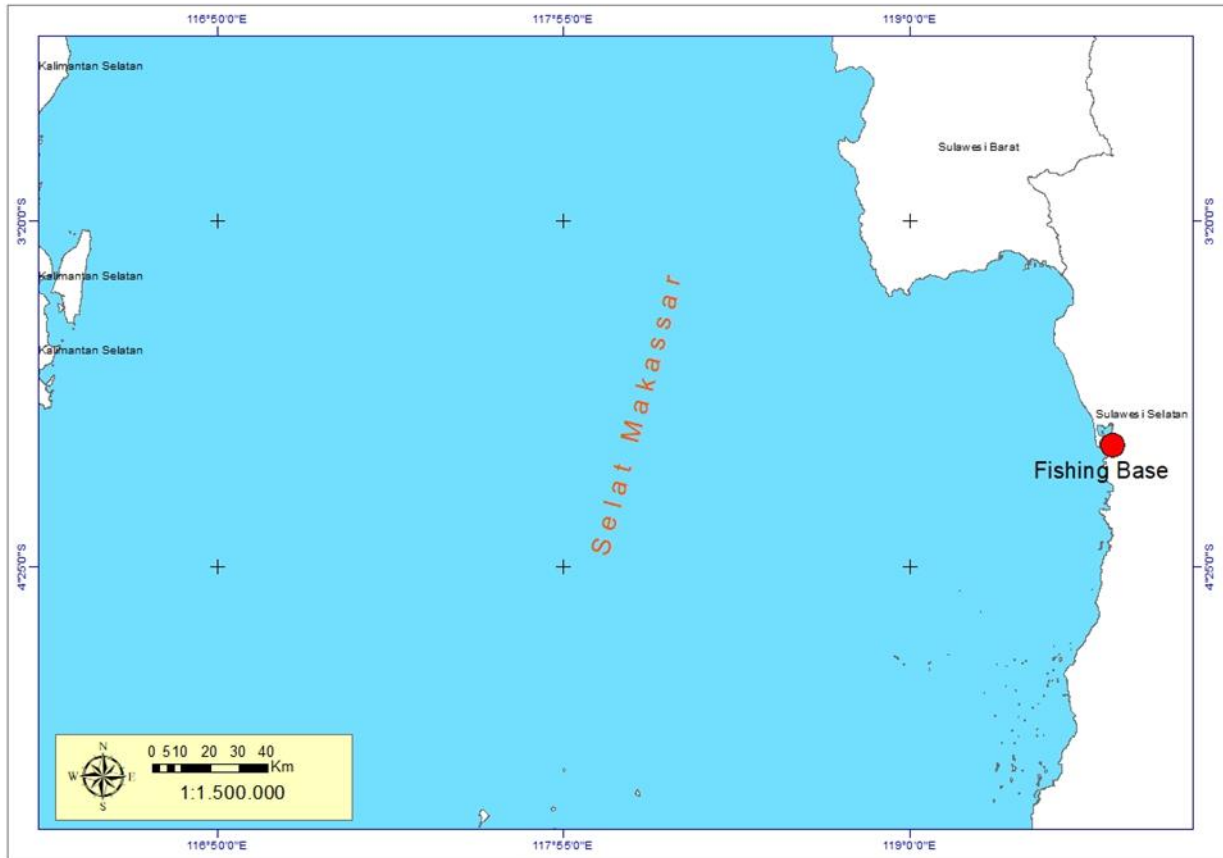 116°50'0"E
117°55'0"E
119°0'0"E
Kalimantan Selatan
Sulawesi Barat
3°20'0"S
3°20'0"S
Kalimantan Selatan
Selat Makassar
Kalimantan Selatan
Sulawesi Selatan
Fishing Base
4°25'0"S
4°25'0"S
N
W E
S
0 5 10 20 30 40
Km
1:1.500.000
116°50'0"E
117°55'0"E
119°0'0"E